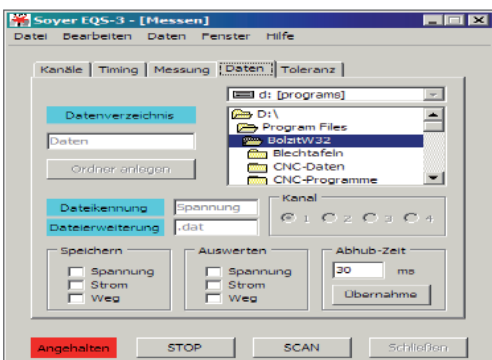 Soyer EQS-3 - [Messen]
Datei Bearbeiten Daten Fenster Hilfe
Kanäle Timing Messung Daten Toleranz
d: [programs]
Datenverzeichnis
Daten
Ordner anlegen
D:\
Program Files
BolzitW32
Blechtafeln
CNC-Daten
CNC-Programme
Dateikennung Spannung
Dateierweiterung .dat
Kanal
1 2 3 4
Speichern
Spannung
Strom
Weg
Auswerten
Spannung
Strom
Weg
Abhub-Zeit
30 ms
Übernahme
Angehalten STOP SCAN Schließen